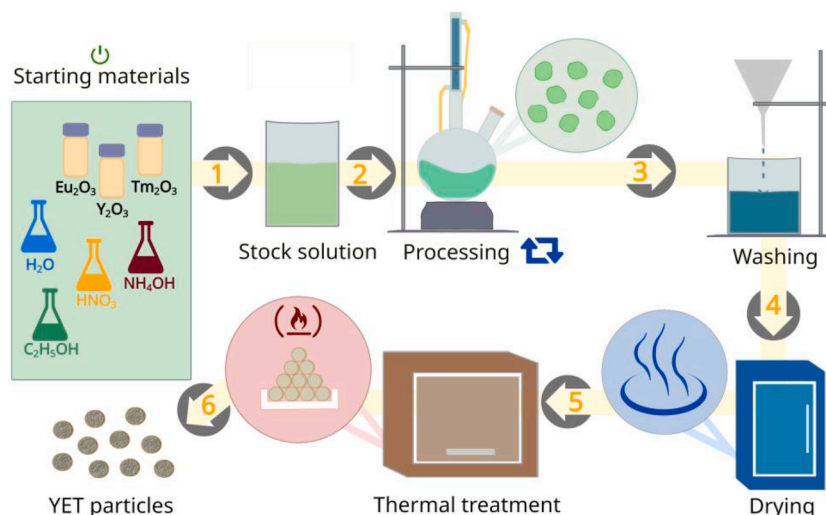 Starting materials
Eu₂O₃
Tm₂O₃
Y₂O₃
H₂O
HNO₃
NH₄OH
C₂H₅OH
1
Stock solution
2
Processing
3
Washing
4
Drying
5
Thermal treatment
6
YET particles